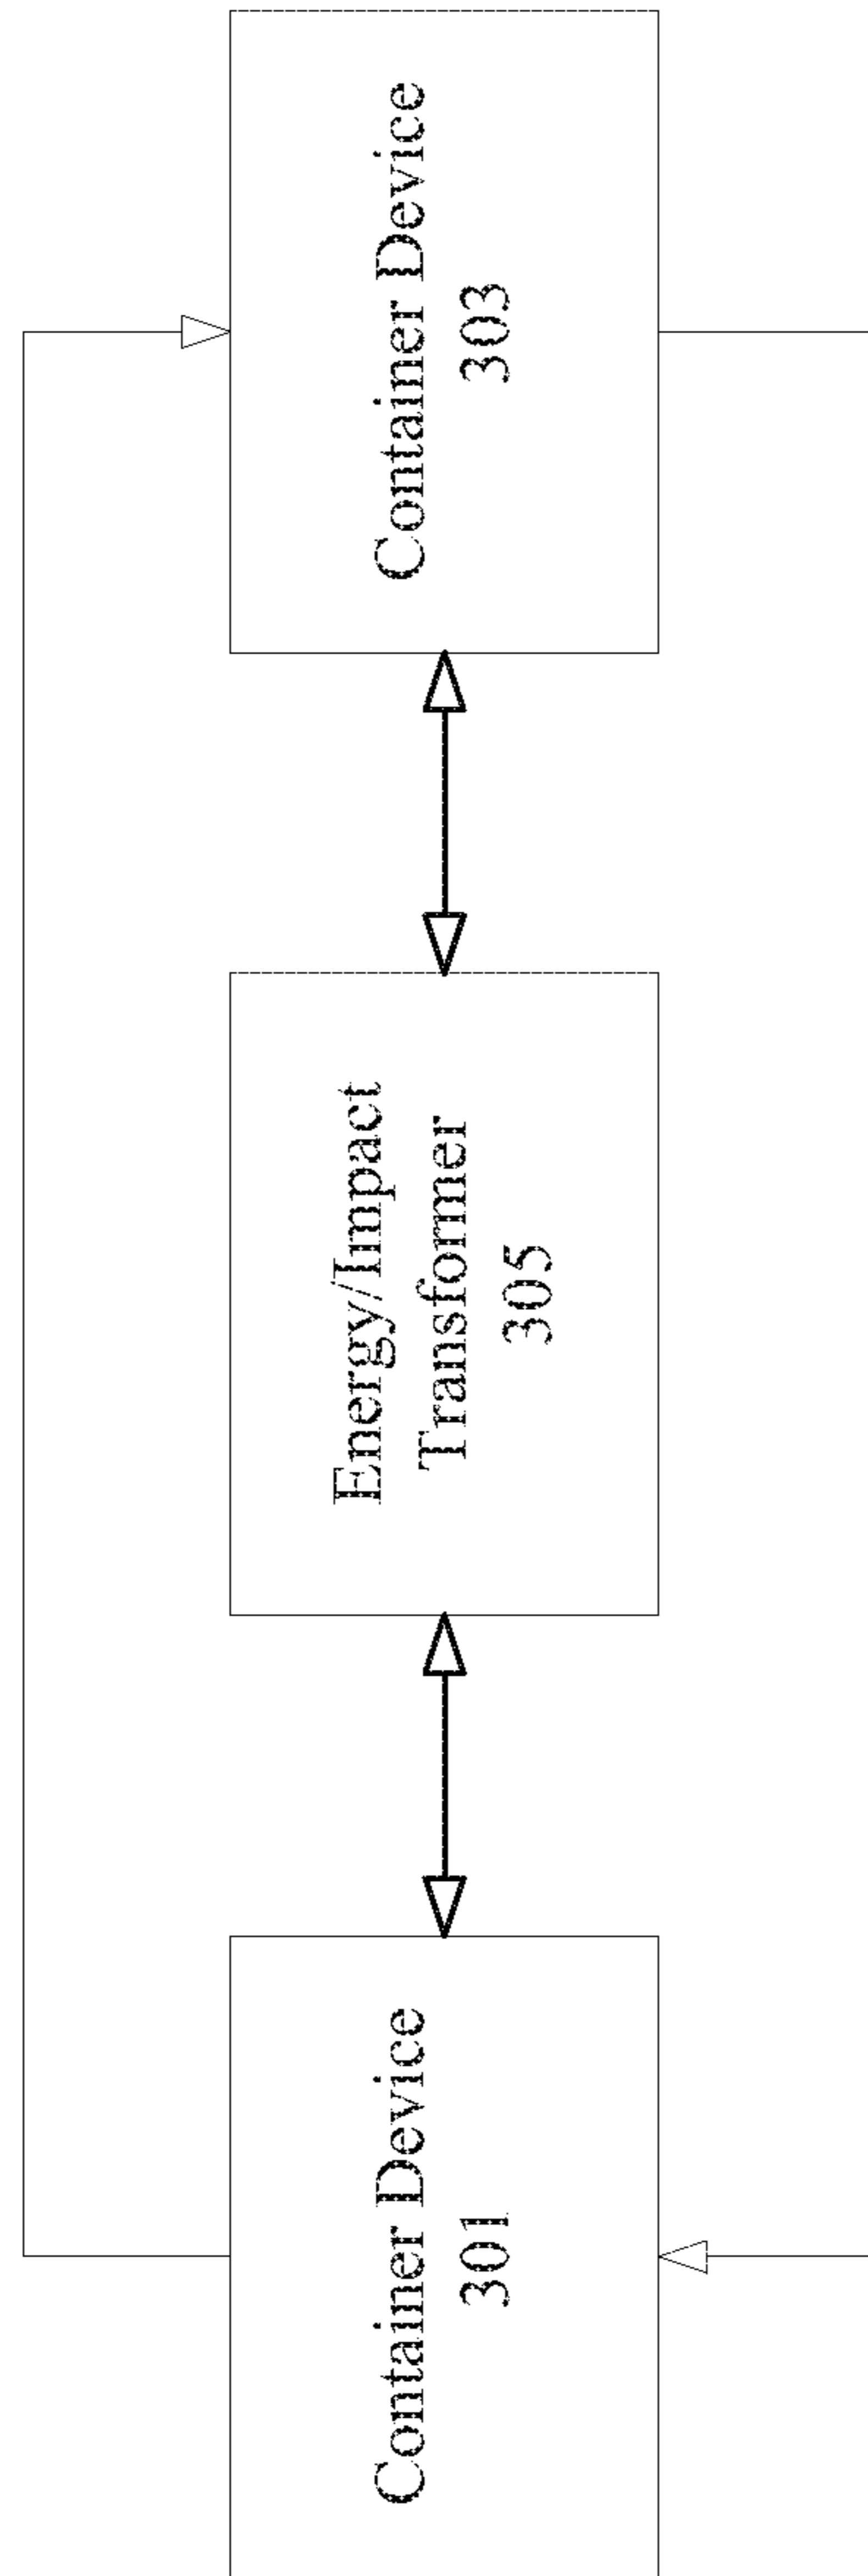 Container Device
301
Energy/Impact
Transformer
305
Container Device
303